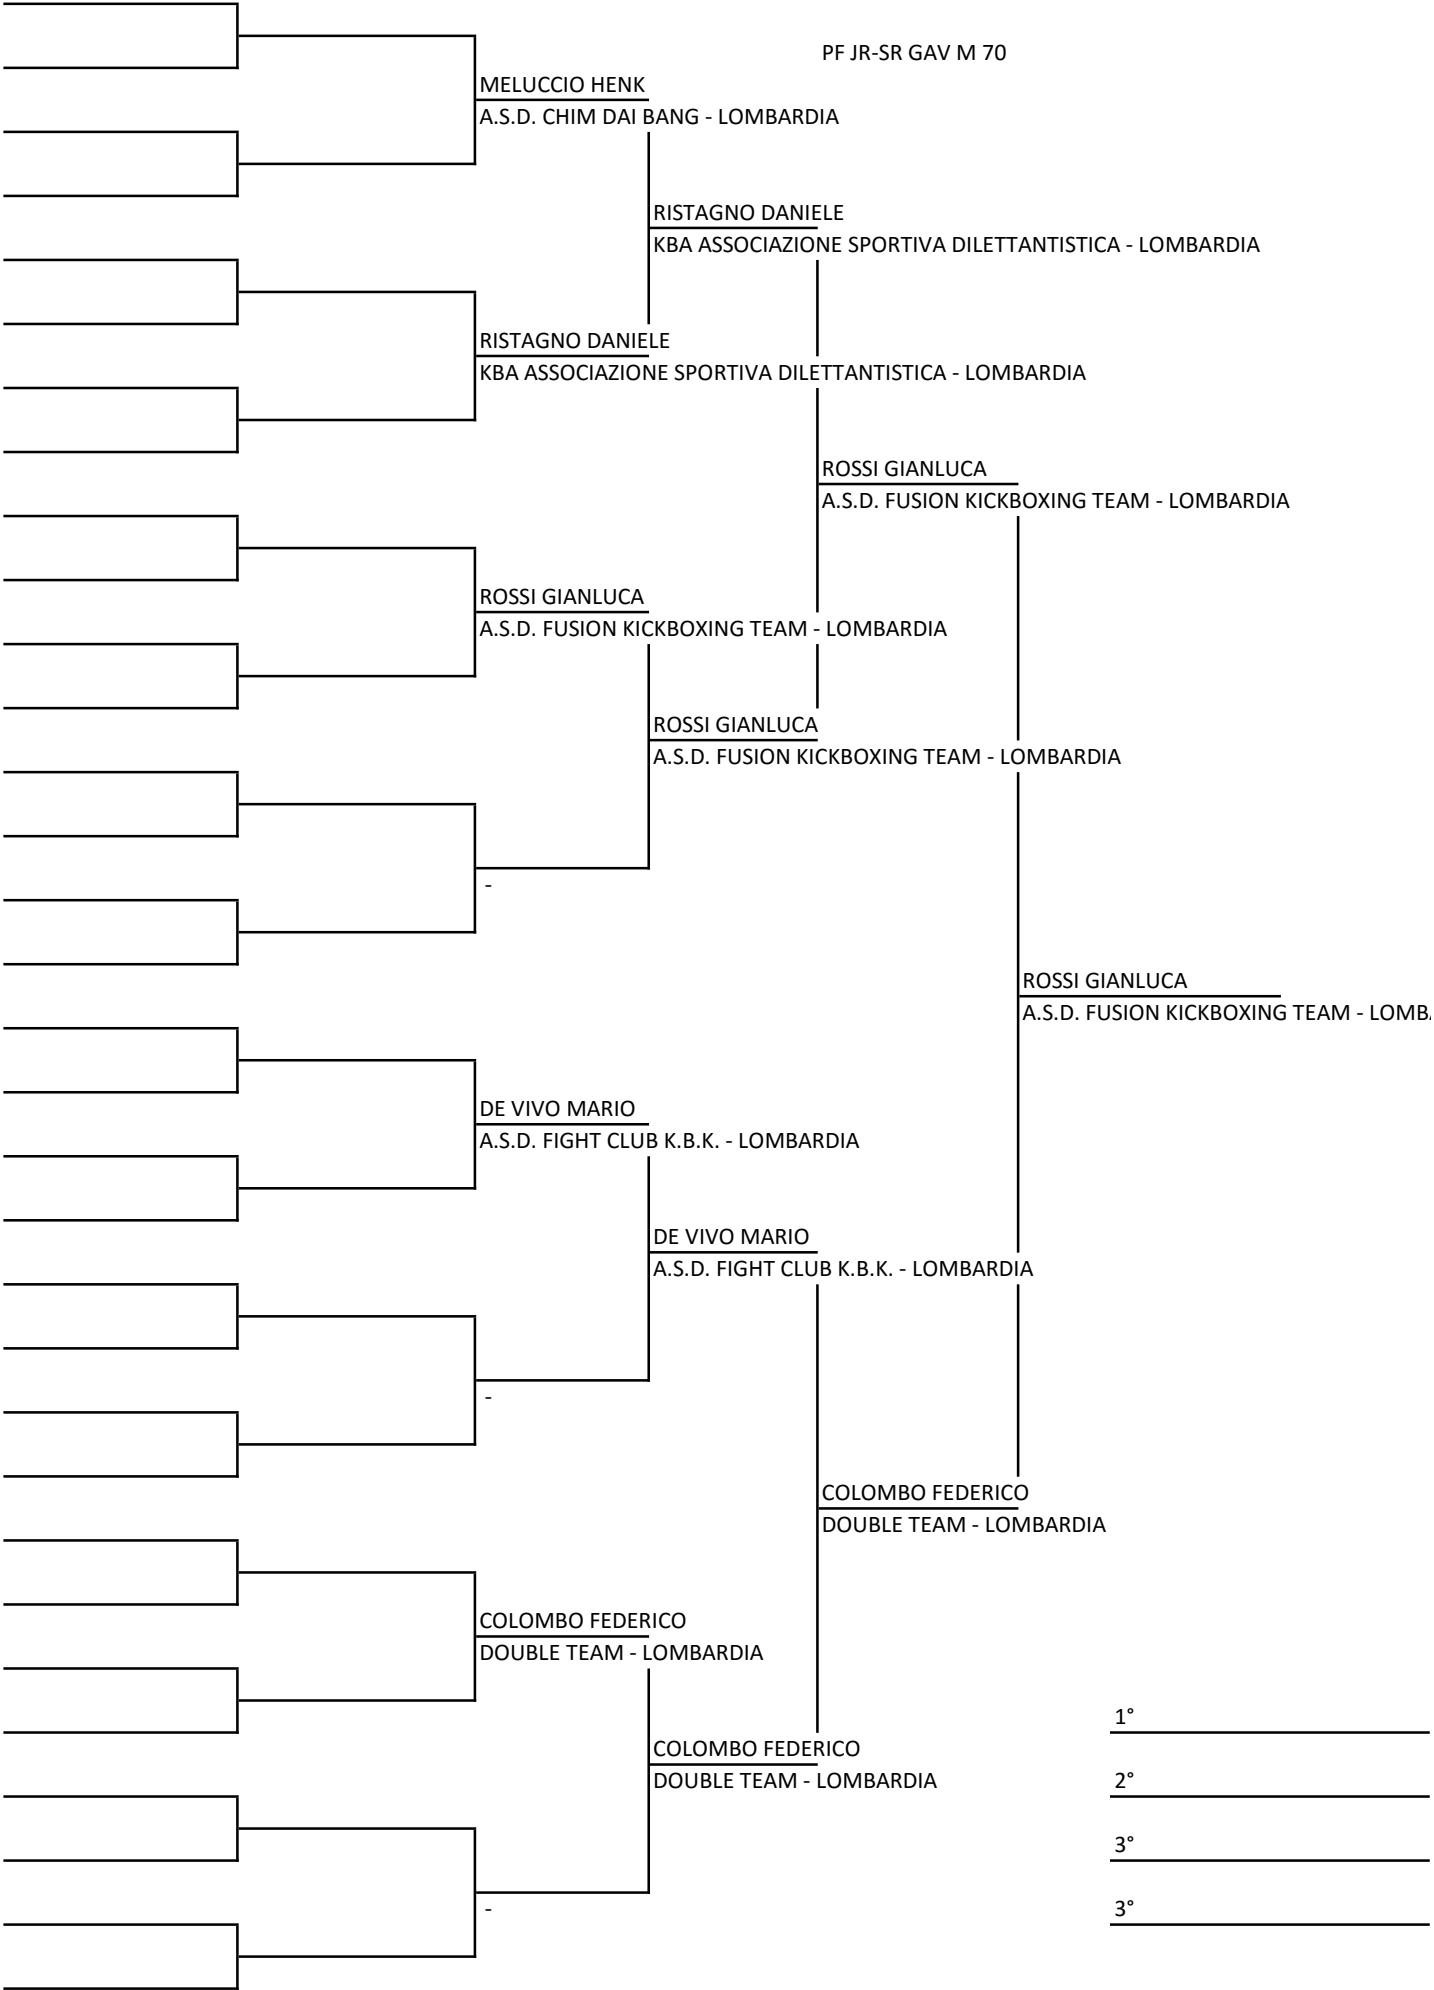 PF JR-SR GAV M 70
MELUCCIO HENK
A.S.D. CHIM DAI BANG - LOMBARDIA
RISTAGNO DANIELE
KBA ASSOCIAZIONE SPORTIVA DILETTANTISTICA - LOMBARDIA
RISTAGNO DANIELE
KBA ASSOCIAZIONE SPORTIVA DILETTANTISTICA - LOMBARDIA
ROSSI GIANLUCA
A.S.D. FUSION KICKBOXING TEAM - LOMBARDIA
ROSSI GIANLUCA
A.S.D. FUSION KICKBOXING TEAM - LOMBARDIA
ROSSI GIANLUCA
A.S.D. FUSION KICKBOXING TEAM - LOMBARDIA
-
ROSSI GIANLUCA
A.S.D. FUSION KICKBOXING TEAM - LOMB
DE VIVO MARIO
A.S.D. FIGHT CLUB K.B.K. - LOMBARDIA
DE VIVO MARIO
A.S.D. FIGHT CLUB K.B.K. - LOMBARDIA
-
COLOMBO FEDERICO
DOUBLE TEAM - LOMBARDIA
COLOMBO FEDERICO
DOUBLE TEAM - LOMBARDIA
1°
COLOMBO FEDERICO
DOUBLE TEAM - LOMBARDIA
2°
3°
-
3°